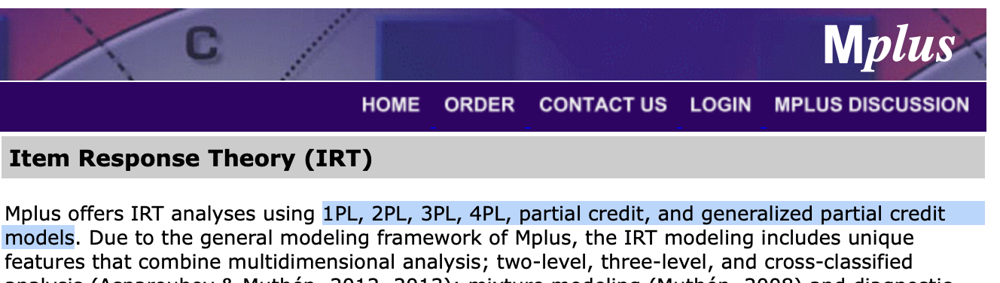 C
Mplus
HOME ORDER CONTACT US LOGIN MPLUS DISCUSSION
Item Response Theory (IRT)
Mplus offers IRT analyses using 1PL, 2PL, 3PL, 4PL, partial credit, and generalized partial credit
models. Due to the general modeling framework of Mplus, the IRT modeling includes unique
features that combine multidimensional analysis; two-level, three-level, and cross-classified
analysis (Asparouhov & Muthén, 2012, 2013); mixture modeling (Muthén, 2008) and diagnostic